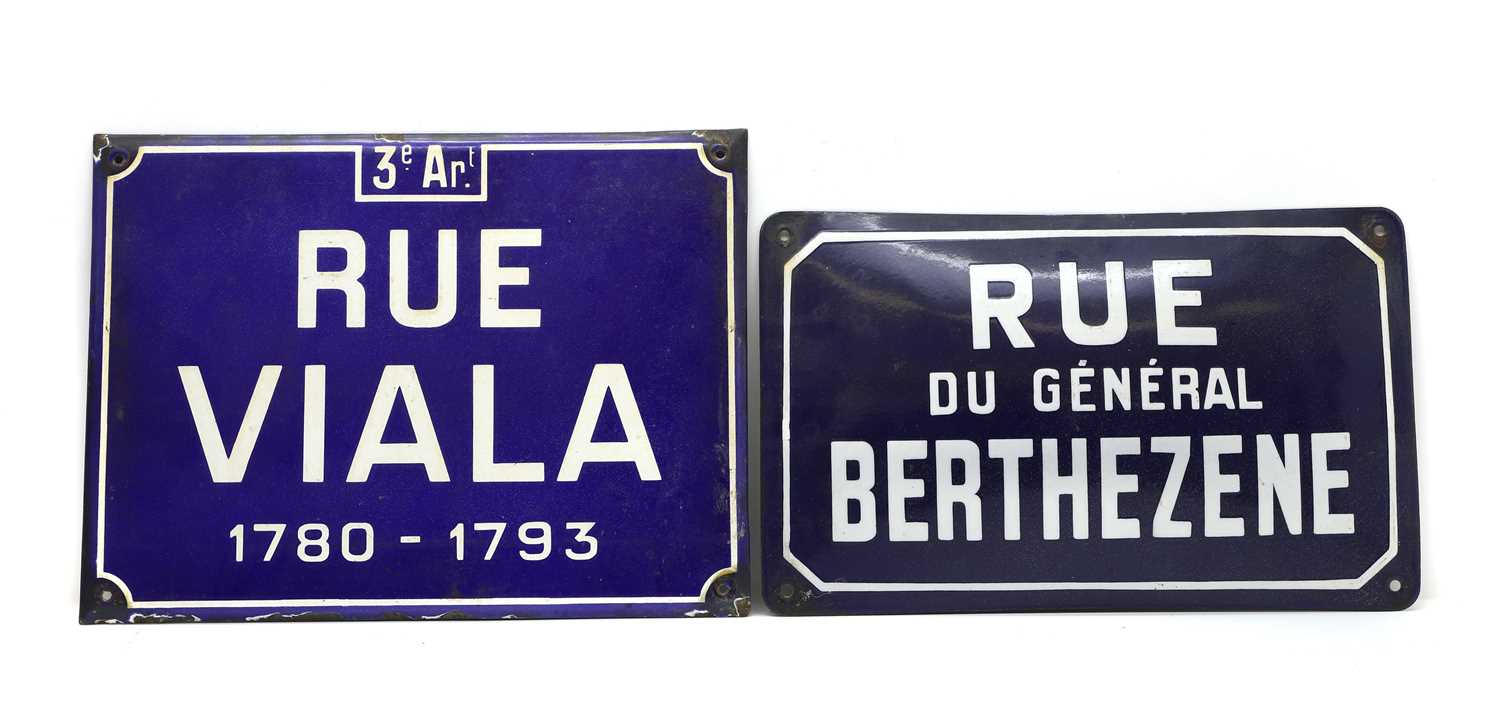 3e Art.
RUE
VIALA
1780 - 1793
RUE
DU GÉNÉRAL
BERTHEZENE